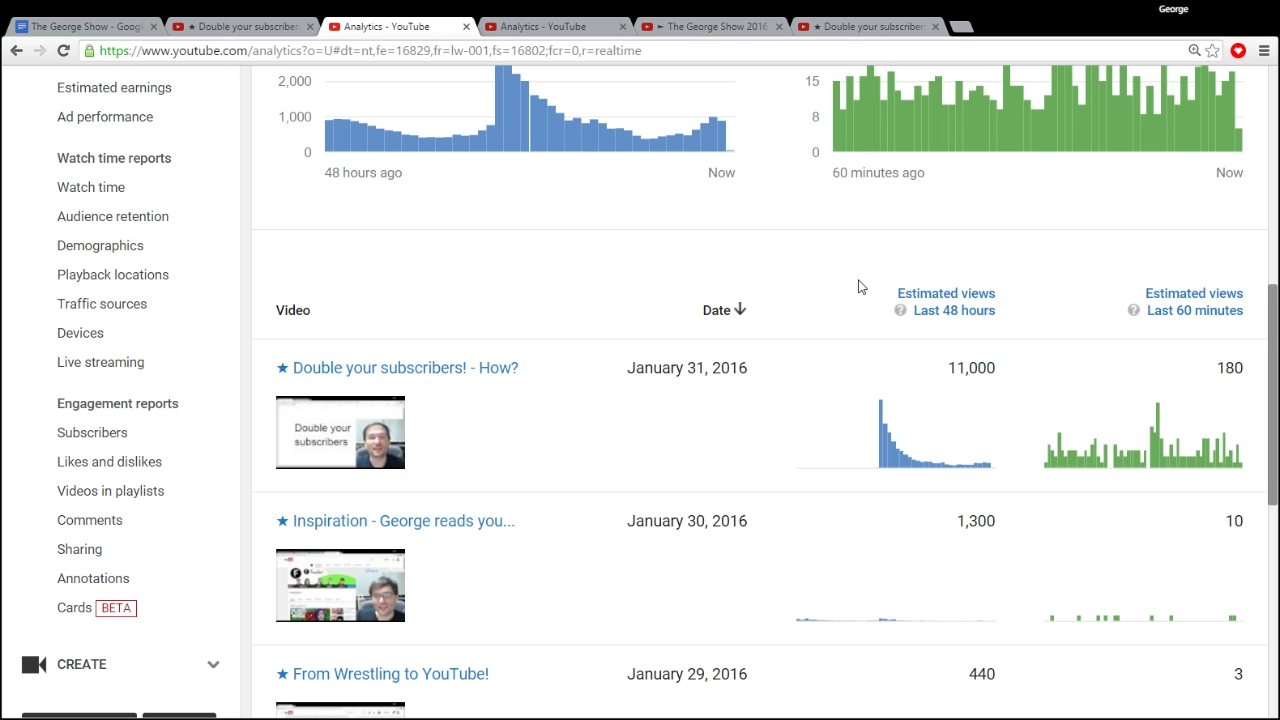 George
The George Show - Googl
★ Double your subscriber
Analytics - YouTube
Analytics - YouTube
► The George Show 2016
★ Double your subscriber
https://www.youtube.com/analytics?o=U#dt=nt,fe=16829,fr=lw-001,fs=16802;fcr=0,r=realtime
Estimated earnings
Ad performance
Watch time reports
Watch time
Audience retention
Demographics
Playback locations
Traffic sources
Devices
Live streaming
Engagement reports
Subscribers
Likes and dislikes
Videos in playlists
Comments
Sharing
Annotations
Cards BETA
CREATE
2,000
1,000
0
48 hours ago Now
15
8
0
60 minutes ago Now
Video Date Estimated views
? Last 48 hours
Estimated views
? Last 60 minutes
★ Double your subscribers! - How? January 31, 2016 11,000 180
Double your
subscribers
★ Inspiration - George reads you... January 30, 2016 1,300 10
★ From Wrestling to YouTube! January 29, 2016 440 3